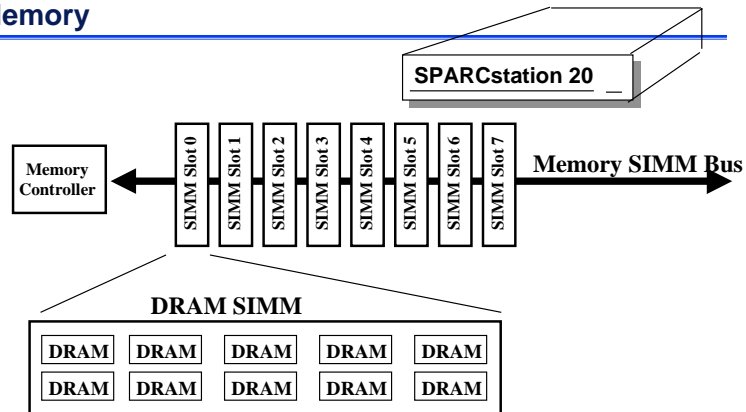 Memory
SPARCstation 20
Memory
Controller
SIMM Slot 0
SIMM Slot 1
SIMM Slot 2
SIMM Slot 3
SIMM Slot 4
SIMM Slot 5
SIMM Slot 6
SIMM Slot 7
Memory SIMM Bus
DRAM SIMM
DRAM DRAM DRAM DRAM DRAM
DRAM DRAM DRAM DRAM DRAM